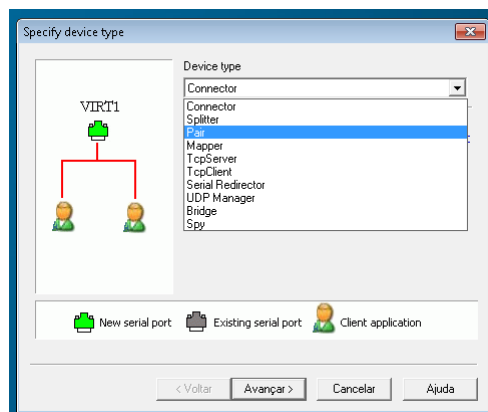 Specify device type
Device type
Connector
VIRT1
Connector
Splitter
Pair
Mapper
TcpServer
TcpClient
Serial Redirector
UDP Manager
Bridge
Spy
New serial port
Existing serial port
Client application
< Voltar
Avançar >
Cancelar
Ajuda